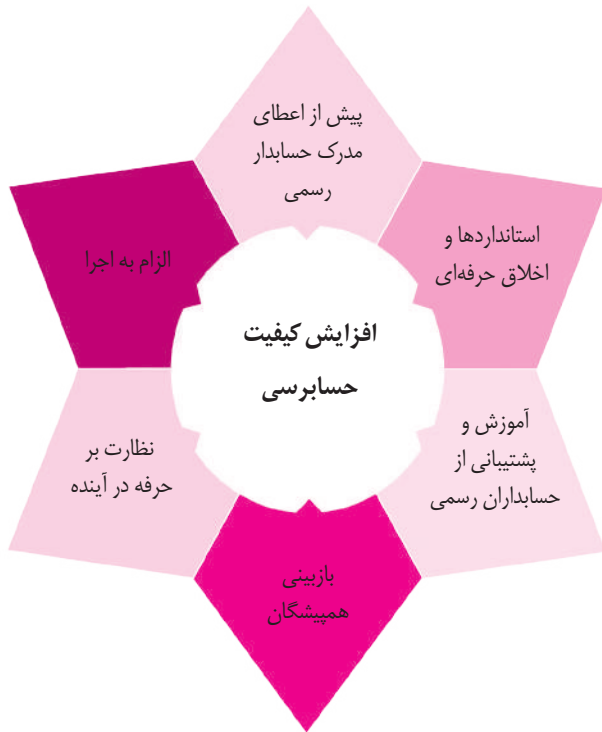 پیش از اعطای
مدرک حسابدار
رسمی
استانداردها و
اخلاق حرفه‌ای
الزام به اجرا
افزایش کیفیت
حسابرسی
آموزش و
پشتیبانی از
حسابداران رسمی
نظارت بر
حرفه در آینده
بازبینی
همپیشگان